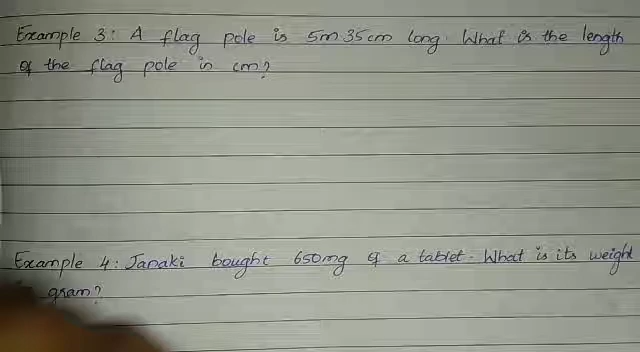 Example 3: A flag pole is 5m 35cm long. What is the length
of the flag pole in cm?
Example 4: Janaki bought 650mg of a tablet. What is its weight
gram?